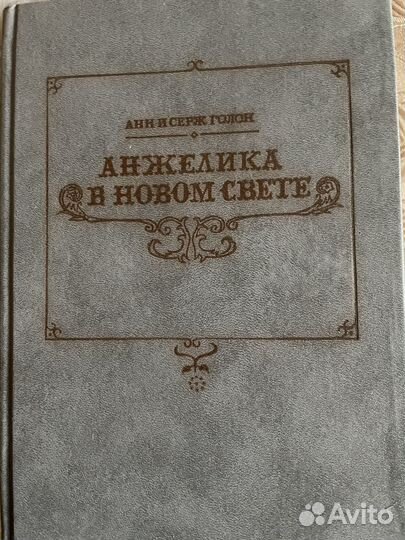 АНН И СЕРЖ ГОЛОН
АНЖЕЛИКА
В НОВОМ СВЕТЕ
Avito